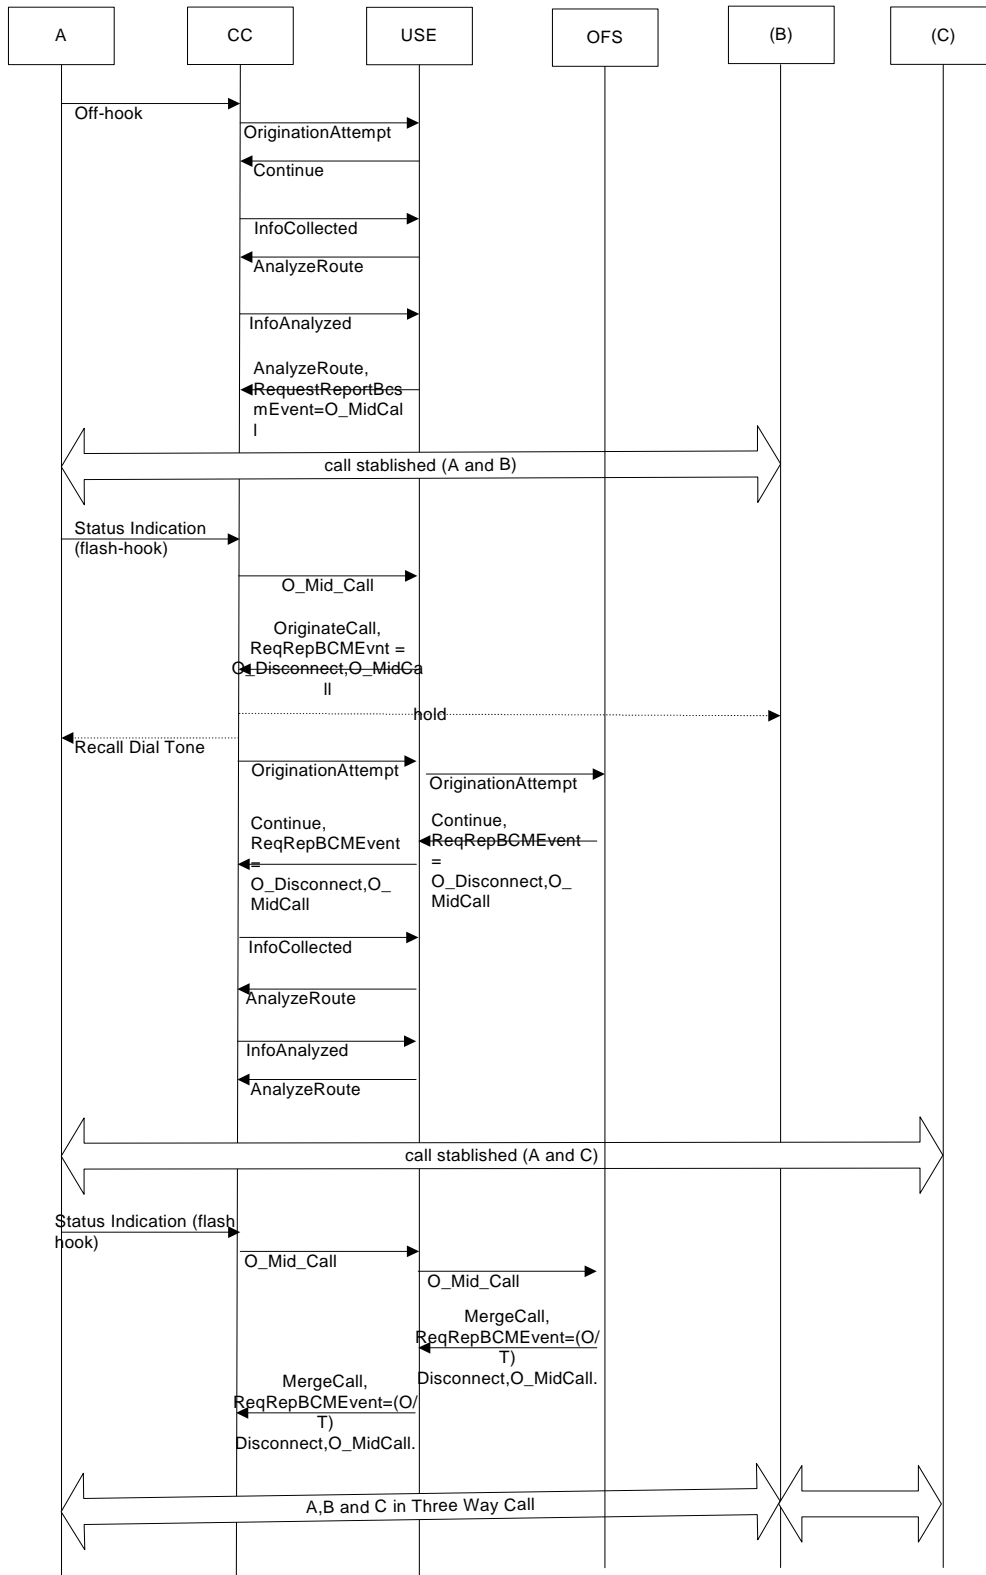 A
CC
USE
OFS
(B)
(C)
Off-hook
OriginationAttempt
Continue
InfoCollected
AnalyzeRoute
InfoAnalyzed
AnalyzeRoute,
RequestReportBcs
mEvent=O_MidCal
l
call stablished (A and B)
Status Indication
(flash-hook)
O_Mid_Call
OriginateCall,
ReqRepBCMEvnt =
O_Disconnect,O_MidCa
ll
hold
Recall Dial Tone
OriginationAttempt
OriginationAttempt
Continue,
ReqRepBCMEvent
=
O_Disconnect,O_
MidCall
Continue,
ReqRepBCMEvent
=
O_Disconnect,O_
MidCall
InfoCollected
AnalyzeRoute
InfoAnalyzed
AnalyzeRoute
call stablished (A and C)
Status Indication (flash
hook)
O_Mid_Call
O_Mid_Call
MergeCall,
ReqRepBCMEvent=(O/
T)
Disconnect,O_MidCall.
MergeCall,
ReqRepBCMEvent=(O/
T)
Disconnect,O_MidCall.
A,B and C in Three Way Call